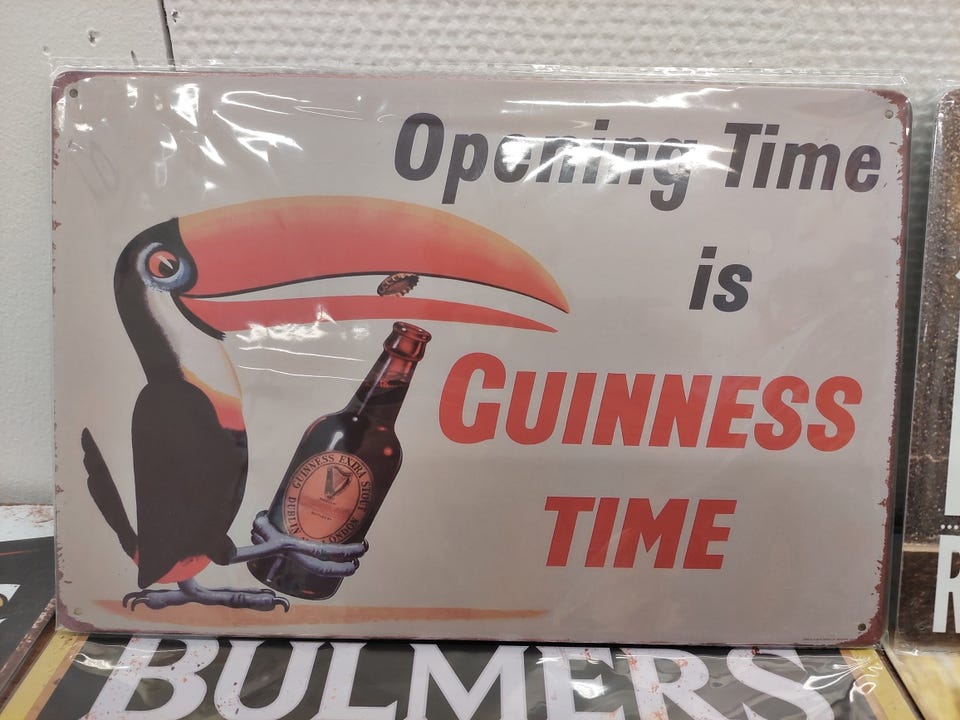 Opening Time
is
GUINNESS
TIME
GUINNESS EXTRA STOUT
DUBLIN
LONDON
BULMERS
R